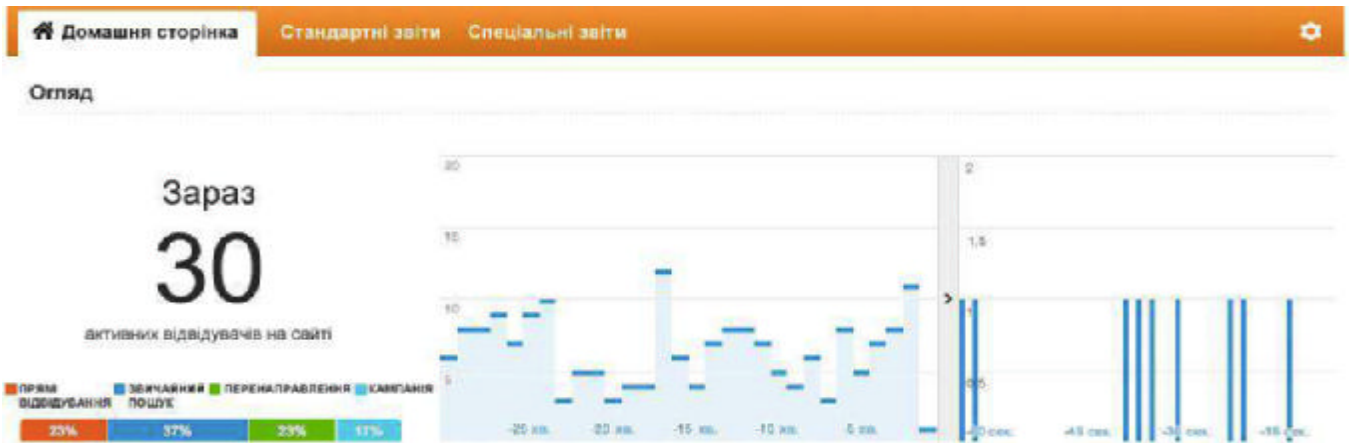 Домашня сторінка Стандартні звіти Спеціальні звіти
Огляд
Зараз
30
активних відвідувачів на сайті
ПРЯМІ ВІДВІДУВАННЯ
ЗВИЧАЙНИЙ ПОШУК
ПЕРЕНАПРАВЛЕННЯ
КАМПАНІЯ
23% 37% 23% 17%
20
15
10
5
-25 хв. -20 хв. -15 хв. -10 хв. -5 хв.
2
1,5
1
0,5
-45 сек. -30 сек. -15 сек.